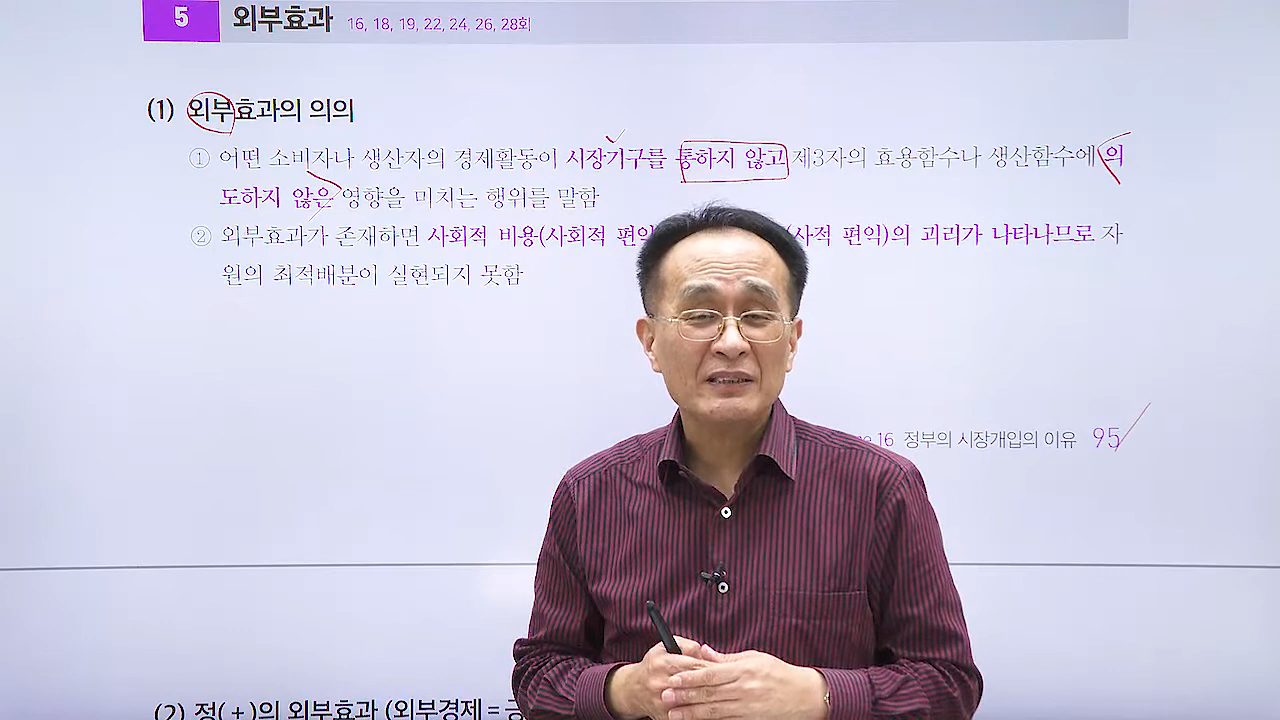 5 외부효과 16, 18, 19, 22, 24, 26, 28회
(1) 외부효과의 의의
① 어떤 소비자나 생산자의 경제활동이 시장기구를 통하지 않고 제3자의 효용함수나 생산함수에 의
도하지 않은 영향을 미치는 행위를 말함
② 외부효과가 존재하면 사회적 비용(사회적 편익 (사적 편익)의 괴리가 나타나므로 자
원의 최적배분이 실현되지 못함
16 정부의 시장개입의 이유 95
(2) 정(+)의 외부효과 (외부경제 =